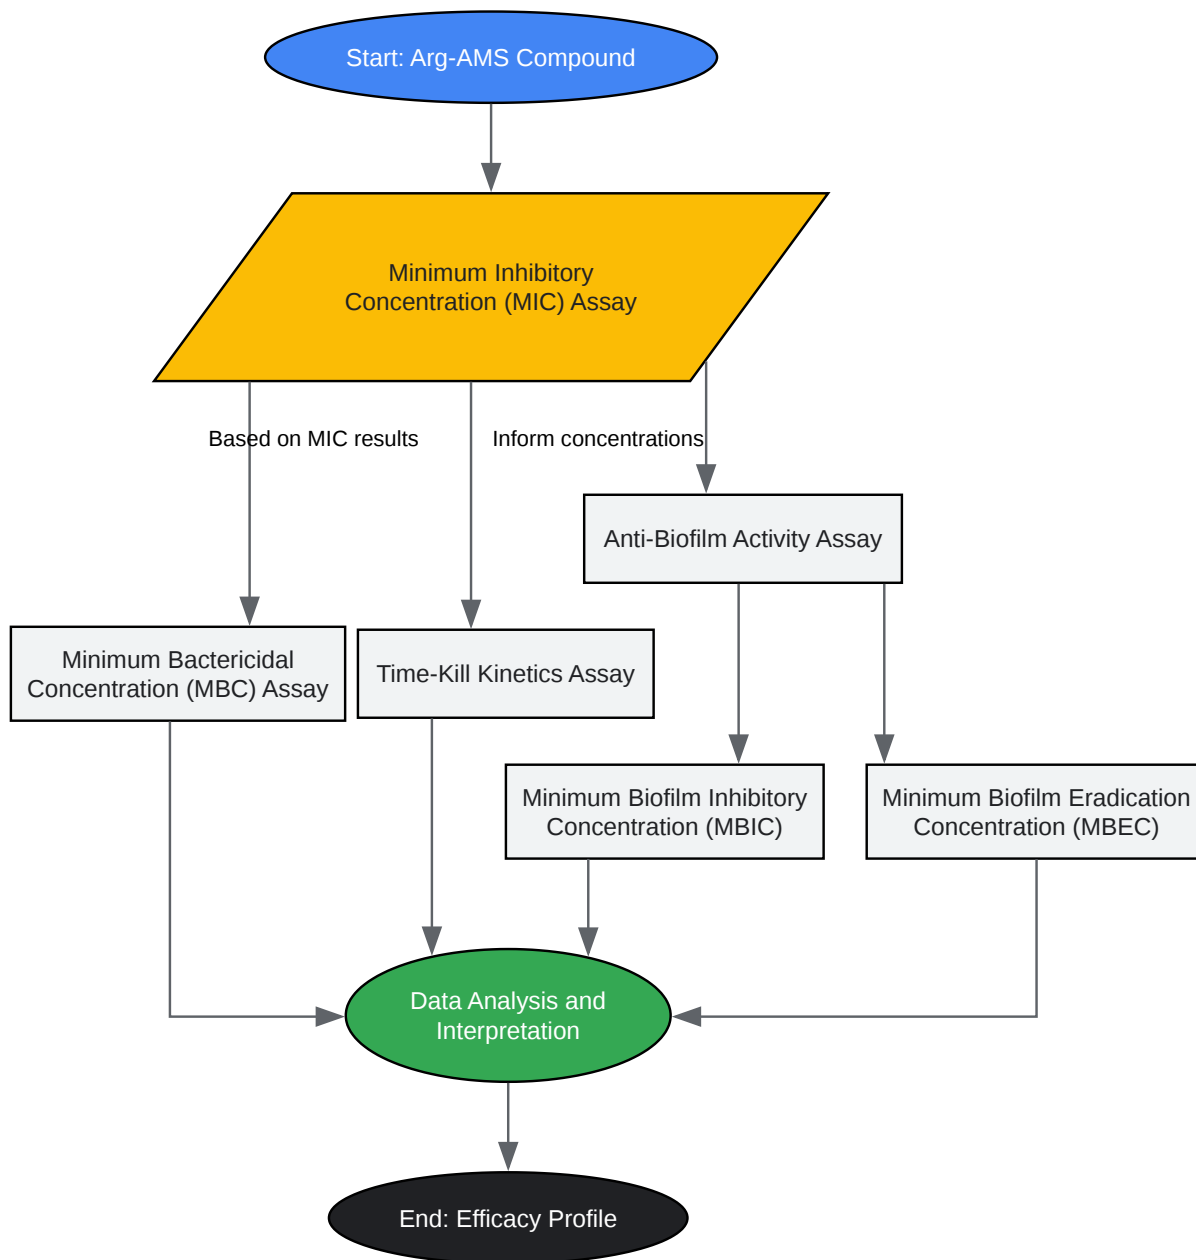 Start: Arg-AMS Compound
Minimum Inhibitory
Concentration (MIC) Assay
Based on MIC results
Inform concentrations
Anti-Biofilm Activity Assay
Minimum Bactericidal
Concentration (MBC) Assay
Time-Kill Kinetics Assay
Minimum Biofilm Inhibitory
Concentration (MBIC)
Minimum Biofilm Eradication
Concentration (MBEC)
Data Analysis and
Interpretation
End: Efficacy Profile